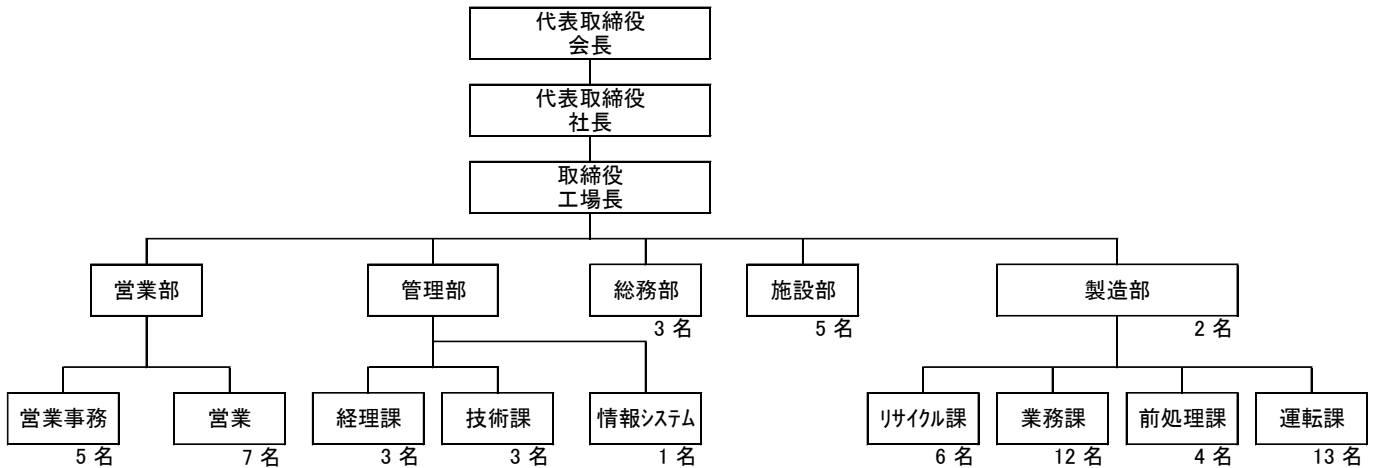 代表取締役
会長
代表取締役
社長
取締役
工場長
営業部
管理部
総務部
施設部
製造部
3 名
5 名
2 名
営業事務
営業
経理課
技術課
情報システム
リサイクル課
業務課
前処理課
運転課
5 名
7 名
3 名
3 名
1 名
6 名
12 名
4 名
13 名